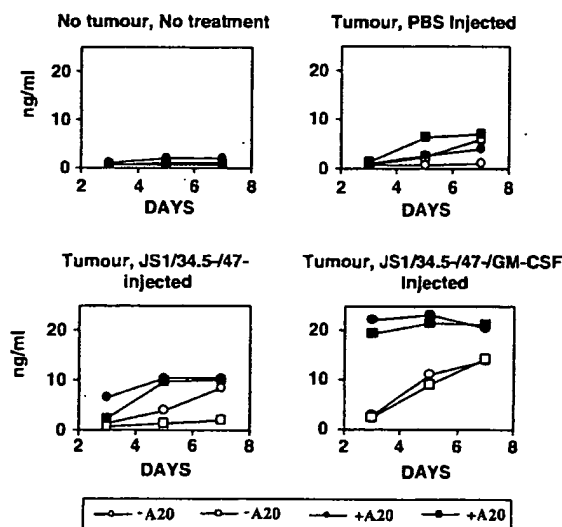 No tumour, No treatment
Tumour, PBS Injected
ng/ml
20
10
0
2 4 6 8
DAYS
20
10
0
2 4 6 8
DAYS
Tumour, JS1/34.5-/47-
injected
Tumour, JS1/34.5-/47-/GM-CSF
Injected
ng/ml
20
10
0
2 4 6 8
DAYS
20
10
0
2 4 6 8
DAYS
-A20 -A20 +A20 +A20